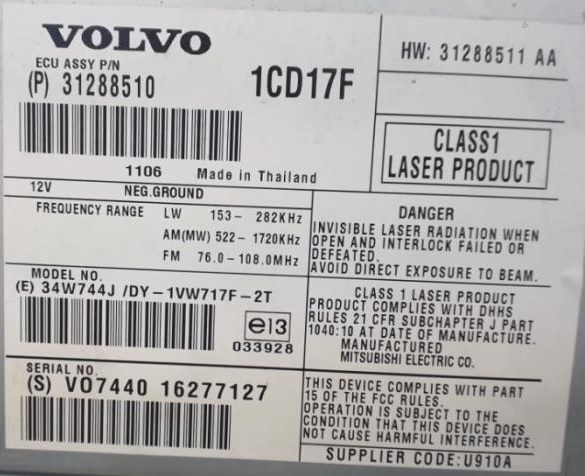 VOLVO
ECU ASSY P/N
(P) 31288510
1CD17F
HW: 31288511 AA
CLASS1
LASER PRODUCT
1106 Made in Thailand
12V NEG.GROUND
FREQUENCY RANGE LW 153- 282KHz
AM(MW) 522- 1720KHz
FM 76.0-108.0MHz
DANGER
INVISIBLE LASER RADIATION WHEN
OPEN AND INTERLOCK FAILED OR
DEFEATED.
AVOID DIRECT EXPOSURE TO BEAM.
MODEL NO.
(E) 34W744J /DY-1VW717F-2T
e13
033928
CLASS 1 LASER PRODUCT
PRODUCT COMPLIES WITH DHHS
RULES 21 CFR SUBCHAPTER J PART
1040:10 AT DATE OF MANUFACTURE.
MANUFACTURED
MITSUBISHI ELECTRIC CO.
SERIAL NO.
(S) VO7440 16277127
THIS DEVICE COMPLIES WITH PART
15 OF THE FCC RULES.
OPERATION IS SUBJECT TO THE
CONDITION THAT THIS DEVICE DOES
NOT CAUSE HARMFUL INTERFERENCE.
SUPPLIER CODE:U910A